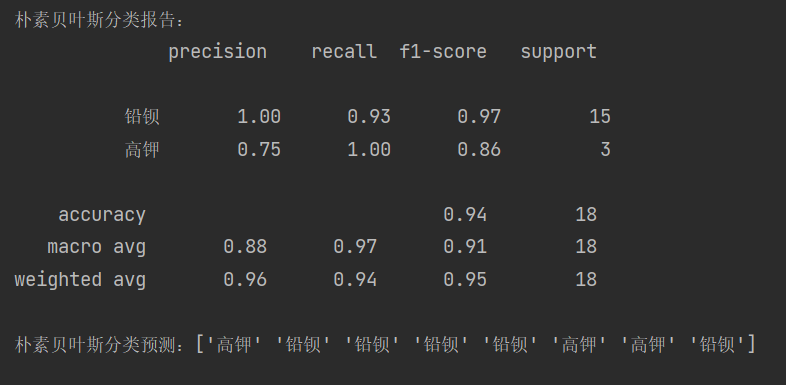 朴素贝叶斯分类报告：
precision recall f1-score support
铅钡 1.00 0.93 0.97 15
高钾 0.75 1.00 0.86 3
accuracy 0.94 18
macro avg 0.88 0.97 0.91 18
weighted avg 0.96 0.94 0.95 18
朴素贝叶斯分类预测：['高钾' '铅钡' '铅钡' '铅钡' '铅钡' '高钾' '高钾' '铅钡']